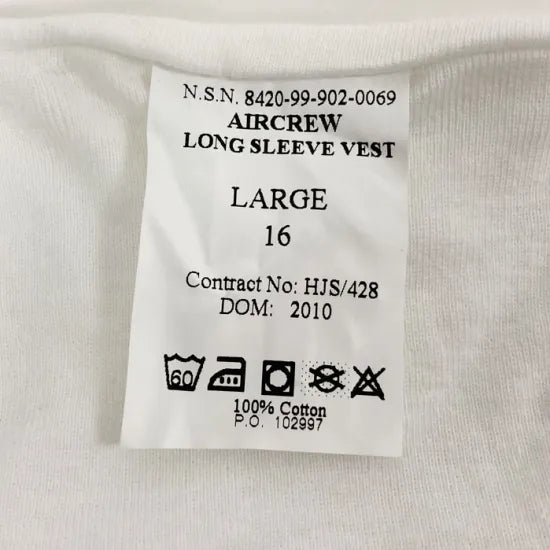 N.S.N. 8420-99-902-0069
AIRCREW
LONG SLEEVE VEST
LARGE
16
Contract No: HJS/428
DOM: 2010
60
100% Cotton
P.O. 102997